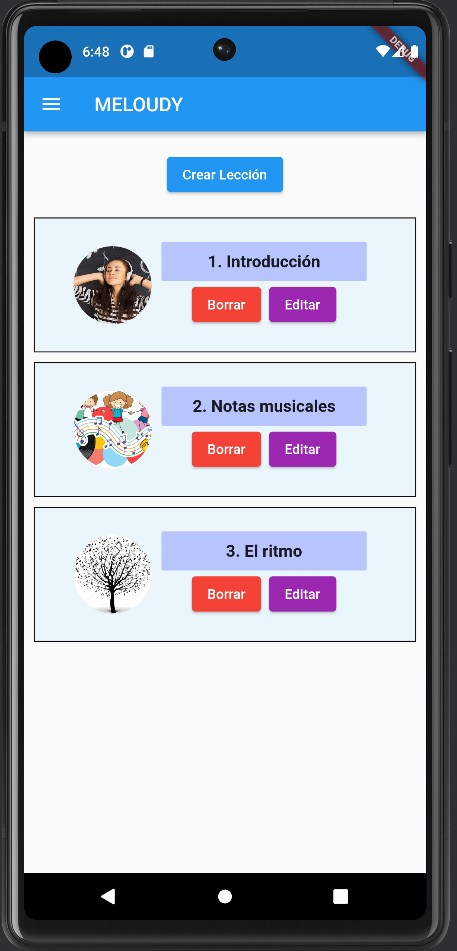 6:48
DEBUG
MELOUDY
Crear Lección
1. Introducción
Borrar Editar
2. Notas musicales
Borrar Editar
3. El ritmo
Borrar Editar